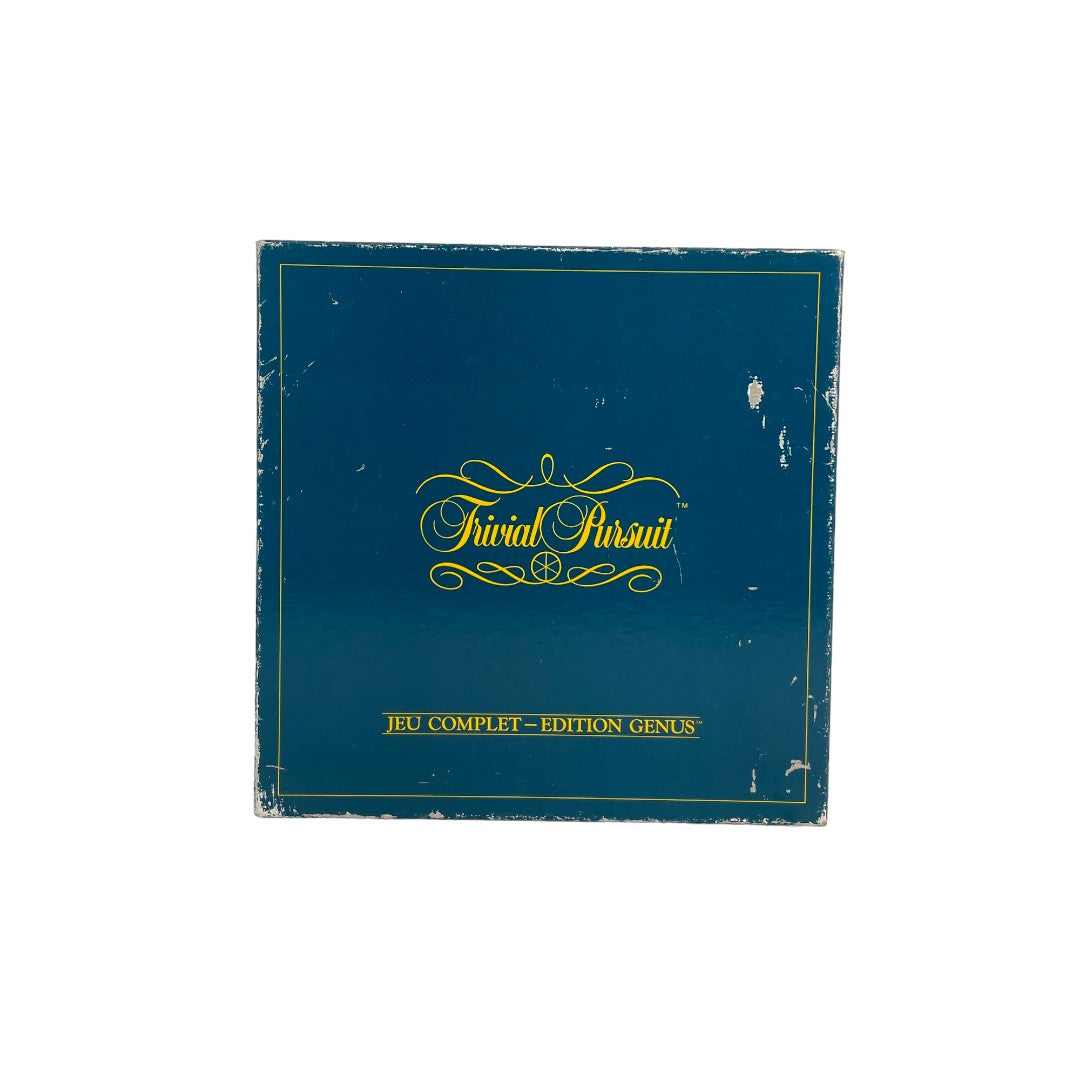 Trivial Pursuit™
JEU COMPLET – EDITION GENUS™